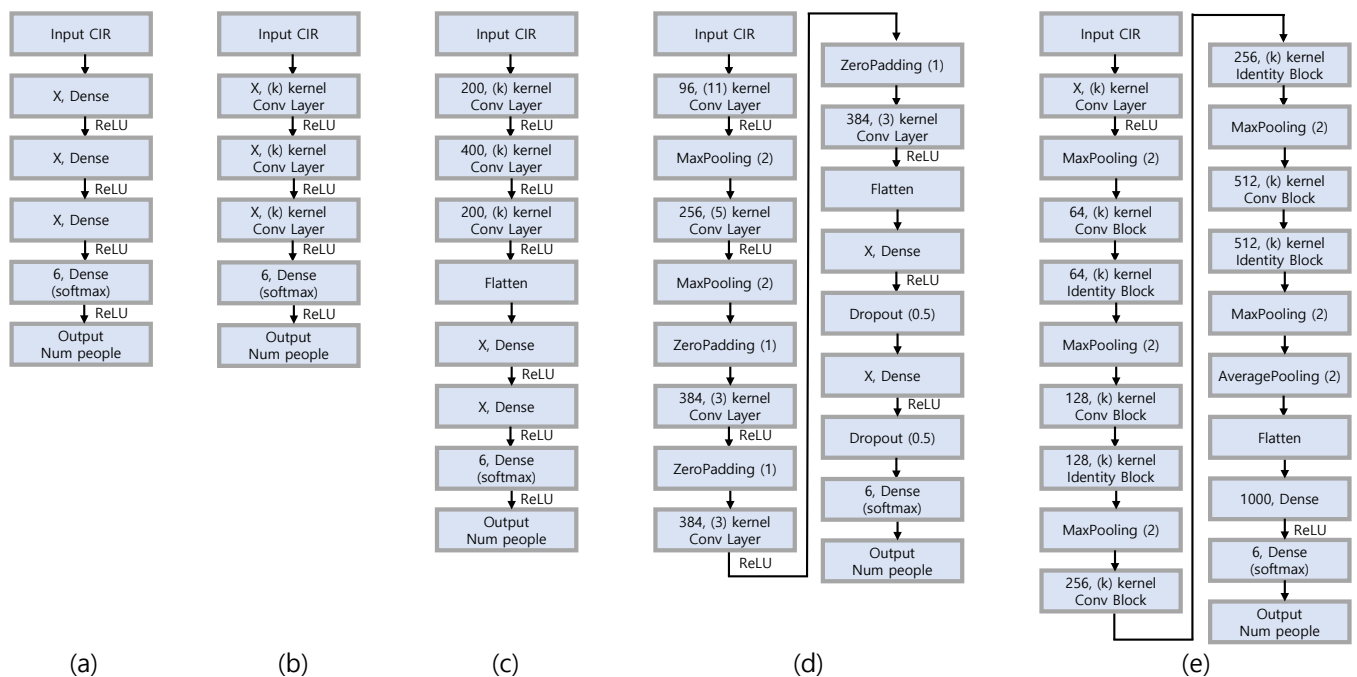 Input CIR
X, Dense
ReLU
X, Dense
ReLU
X, Dense
ReLU
6, Dense
(softmax)
ReLU
Output
Num people
(a)
Input CIR
X, (k) kernel
Conv Layer
ReLU
X, (k) kernel
Conv Layer
ReLU
X, (k) kernel
Conv Layer
ReLU
6, Dense
(softmax)
ReLU
Output
Num people
(b)
Input CIR
200, (k) kernel
Conv Layer
ReLU
400, (k) kernel
Conv Layer
ReLU
200, (k) kernel
Conv Layer
ReLU
Flatten
X, Dense
ReLU
X, Dense
ReLU
6, Dense
(softmax)
ReLU
Output
Num people
(c)
Input CIR
96, (11) kernel
Conv Layer
ReLU
MaxPooling (2)
256, (5) kernel
Conv Layer
ReLU
MaxPooling (2)
ZeroPadding (1)
384, (3) kernel
Conv Layer
ReLU
ZeroPadding (1)
384, (3) kernel
Conv Layer
ReLU
ZeroPadding (1)
384, (3) kernel
Conv Layer
ReLU
Flatten
X, Dense
ReLU
Dropout (0.5)
X, Dense
ReLU
Dropout (0.5)
6, Dense
(softmax)
Output
Num people
(d)
Input CIR
X, (k) kernel
Conv Layer
ReLU
MaxPooling (2)
64, (k) kernel
Conv Block
64, (k) kernel
Identity Block
MaxPooling (2)
128, (k) kernel
Conv Block
128, (k) kernel
Identity Block
MaxPooling (2)
256, (k) kernel
Conv Block
256, (k) kernel
Identity Block
MaxPooling (2)
512, (k) kernel
Conv Block
512, (k) kernel
Identity Block
MaxPooling (2)
AveragePooling (2)
Flatten
1000, Dense
ReLU
6, Dense
(softmax)
Output
Num people
(e)